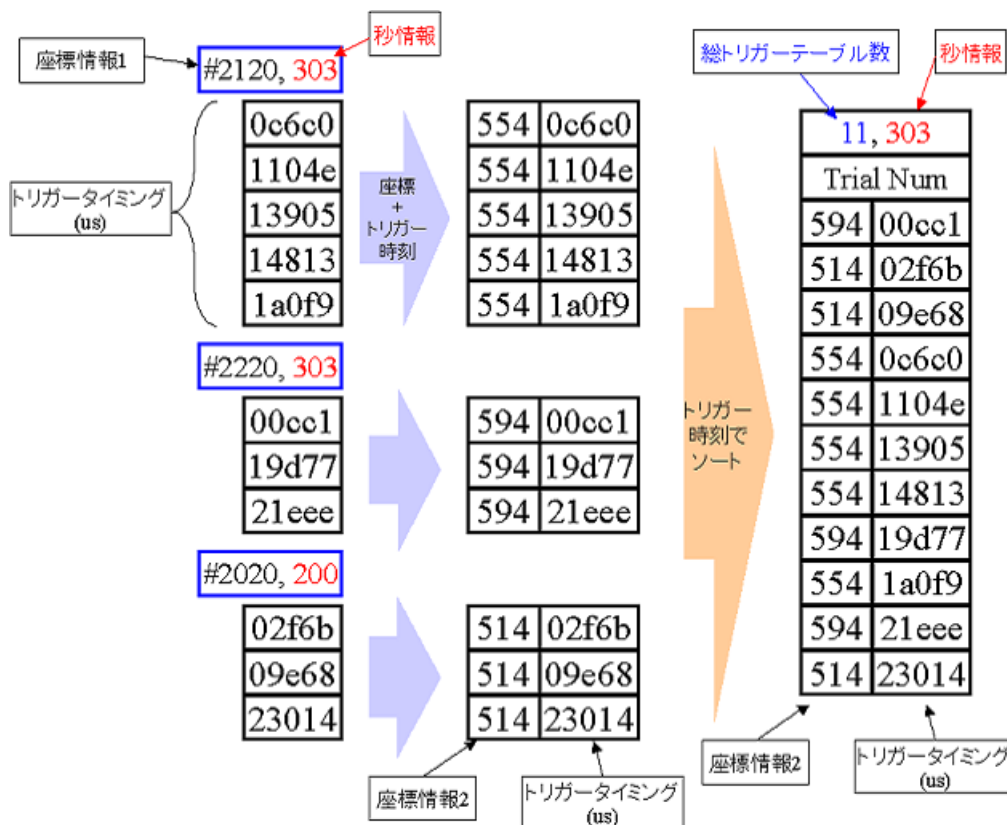 座標情報1
#2120, 303
秒情報
トリガータイミング
(us)
0c6c0
1104e
13905
14813
1a0f9
座標
+
トリガー
時刻
554 0c6c0
554 1104e
554 13905
554 14813
554 1a0f9
#2220, 303
00cc1
19d77
21eee
594 00cc1
594 19d77
594 21eee
#2020, 200
02f6b
09e68
23014
514 02f6b
514 09e68
514 23014
座標情報2
トリガータイミング
(us)
トリガー
時刻で
ソート
総トリガーテーブル数
秒情報
11, 303
Trial Num
594 00cc1
514 02f6b
514 09e68
554 0c6c0
554 1104e
554 13905
554 14813
594 19d77
554 1a0f9
594 21eee
514 23014
座標情報2
トリガータイミング
(us)